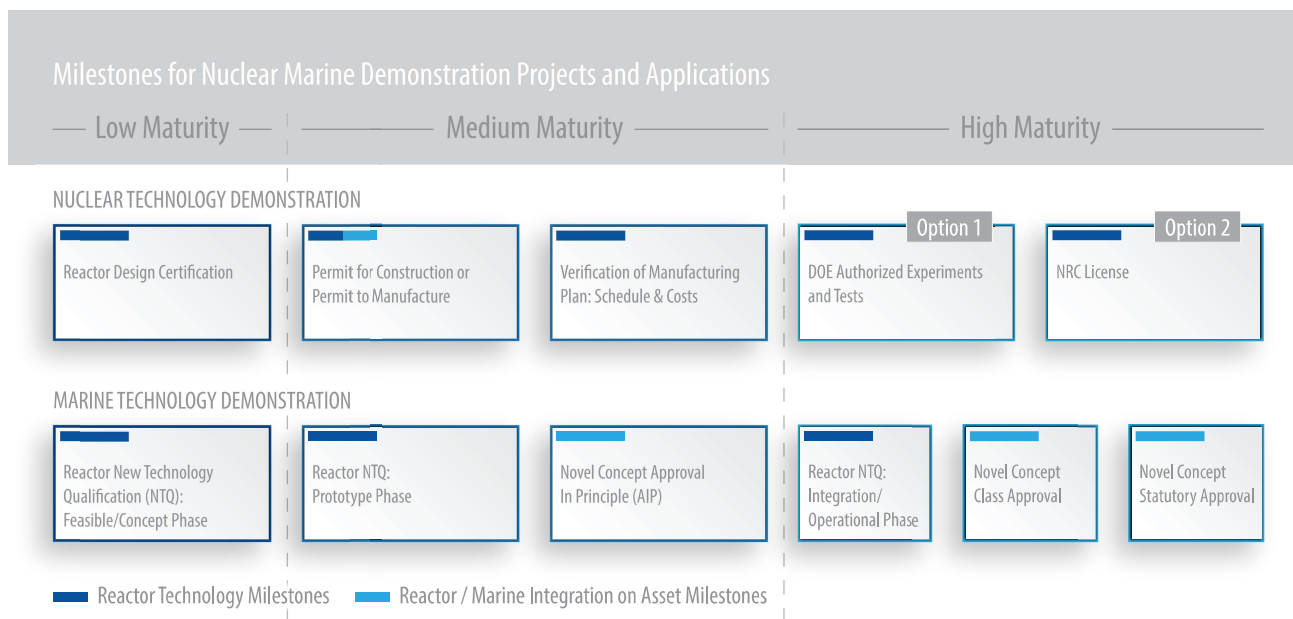 Milestones for Nuclear Marine Demonstration Projects and Applications
Low Maturity
Medium Maturity
High Maturity
NUCLEAR TECHNOLOGY DEMONSTRATION
Reactor Design Certification
Permit for Construction or
Permit to Manufacture
Verification of Manufacturing
Plan: Schedule & Costs
Option 1
DOE Authorized Experiments
and Tests
Option 2
NRC License
MARINE TECHNOLOGY DEMONSTRATION
Reactor New Technology
Qualification (NTQ):
Feasible/Concept Phase
Reactor NTQ:
Prototype Phase
Novel Concept Approval
In Principle (AIP)
Reactor NTQ:
Integration/
Operational Phase
Novel Concept
Class Approval
Novel Concept
Statutory Approval
Reactor Technology Milestones
Reactor / Marine Integration on Asset Milestones